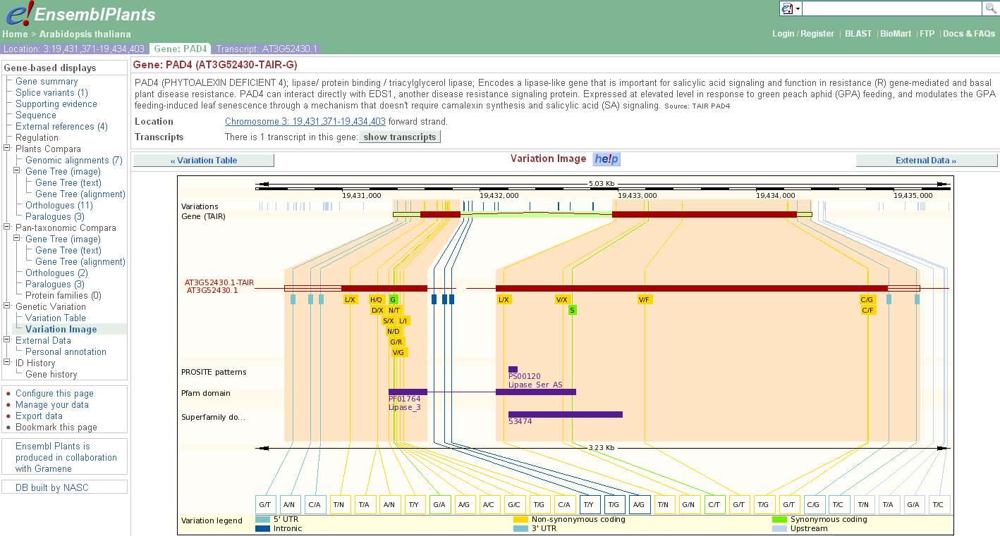 e! EnsemblPlants
Home > Arabidopsis thaliana
Login / Register | BLAST | BioMart | FTP | Docs & FAQs
Location: 3:19,431,371-19,434,403
Gene: PAD4
Transcript: AT3G52430.1
Gene-based displays
Gene summary
Splice variants (1)
Supporting evidence
Sequence
External references (4)
Regulation
Plants Compara
Genomic alignments (7)
Gene Tree (image)
Gene Tree (text)
Gene Tree (alignment)
Orthologues (11)
Paralogues (3)
Pan-taxonomic Compara
Gene Tree (image)
Gene Tree (text)
Gene Tree (alignment)
Orthologues (2)
Paralogues (3)
Protein families (0)
Genetic Variation
Variation Table
Variation Image
External Data
Personal annotation
ID History
Gene history
Configure this page
Manage your data
Export data
Bookmark this page
Ensembl Plants is
produced in collaboration
with Gramene
DB built by NASC
Gene: PAD4 (AT3G52430-TAIR-G)
PAD4 (PHYTOALEXIN DEFICIENT 4); lipase/ protein binding / triacylglycerol lipase; Encodes a lipase-like gene that is important for salicylic acid signaling and function in resistance (R) gene-mediated and basal
plant disease resistance. PAD4 can interact directly with EDS1, another disease resistance signaling protein. Expressed at elevated level in response to green peach aphid (GPA) feeding, and modulates the GPA
feeding-induced leaf senescence through a mechanism that doesn't require camalexin synthesis and salicylic acid (SA) signaling. Source: TAIR PAD4
Location Chromosome 3: 19,431,371-19,434,403 forward strand.
Transcripts There is 1 transcript in this gene: show transcripts
« Variation Table
Variation Image
he!p
External Data »
5.03 Kb
19,431,000 19,432,000 19,433,000 19,434,000 19,435,000
Variations
Gene (TAIR)
AT3G52430.1-TAIR
AT3G52430.1
L/X H/Q G L/X V/X V/F C/G
D/X N/T S C/F
S/X L/I
N/D
G/R
V/G
PROSITE patterns
PS00120
Lipase_Ser_AS
Pfam domain
PF01764
Lipase_3
Superfamily do...
53474
3.23 Kb
G/T A/N C/A T/N T/A A/N T/Y G/A A/G A/C G/C T/G C/A T/Y T/G A/G T/N G/N C/T G/T T/G G/T C/G T/C T/N T/A G/A T/C
Variation legend
5' UTR Non-synonymous coding Synonymous coding
Intronic 3' UTR Upstream